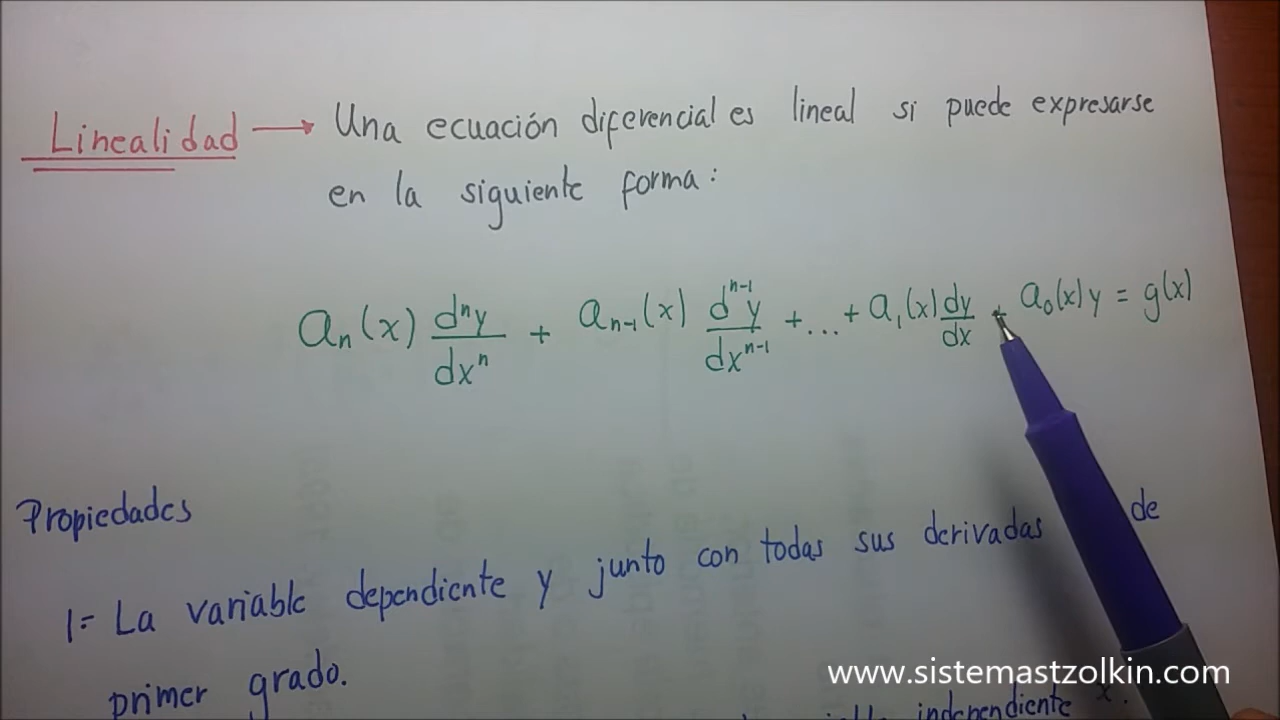 Linealidad → Una ecuación diferencial es lineal si puede expresarse
en la siguiente forma:
aₙ(x) dⁿy/dxⁿ + aₙ₋₁(x) dⁿ⁻¹y/dxⁿ⁻¹ +...+ a₁(x) dy/dx + a₀(x)y = g(x)
Propiedades
1.- La variable dependiente y junto con todas sus derivadas de
primer grado.
independiente x.
www.sistemastzolkin.com